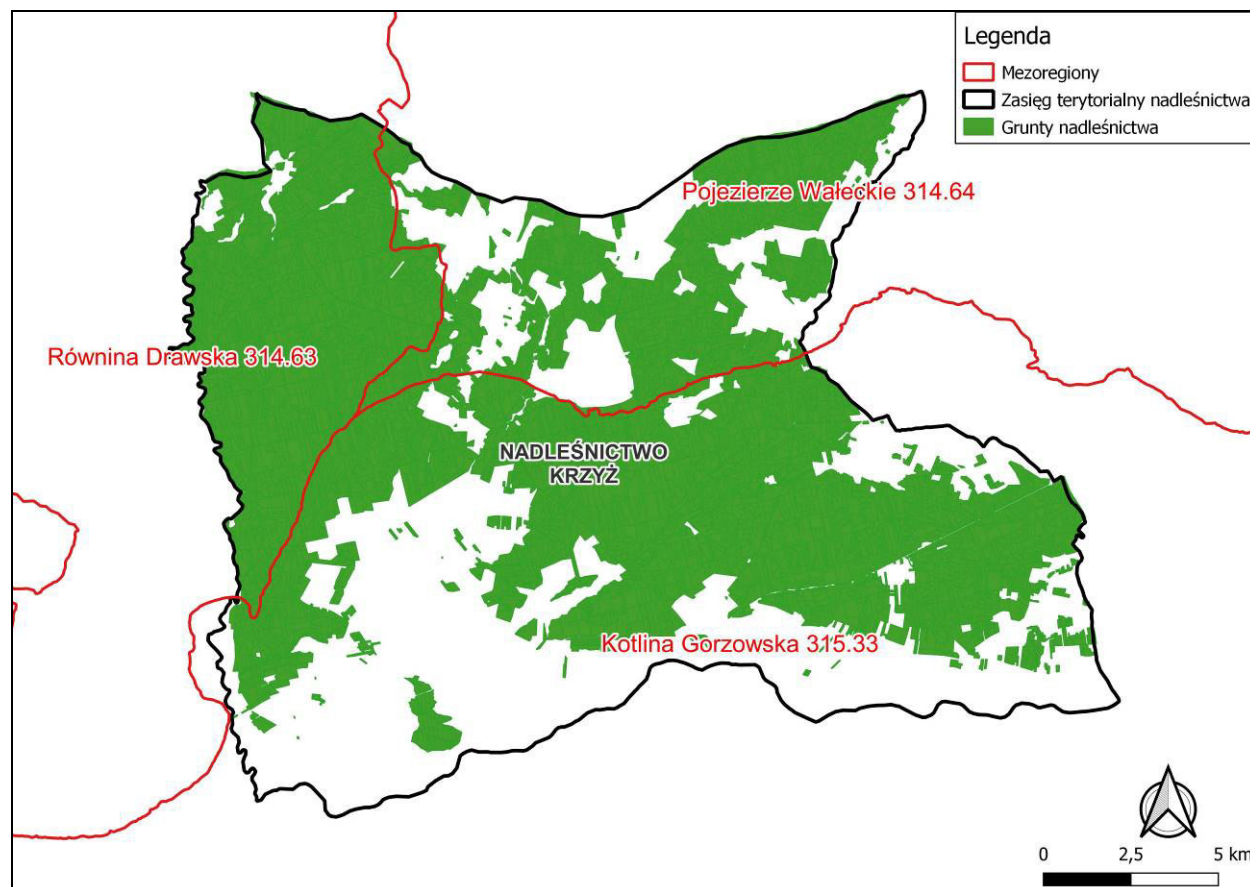 Legenda
Mezoregiony
Zasięg terytorialny nadleśnictwa
Grunty nadleśnictwa
Pojezierze Wałeckie 314.64
Równina Drawska 314.63
NADLEŚNICTWO
KRZYŻ
Kotlina Gorzowska 315.33
0 2,5 5 km